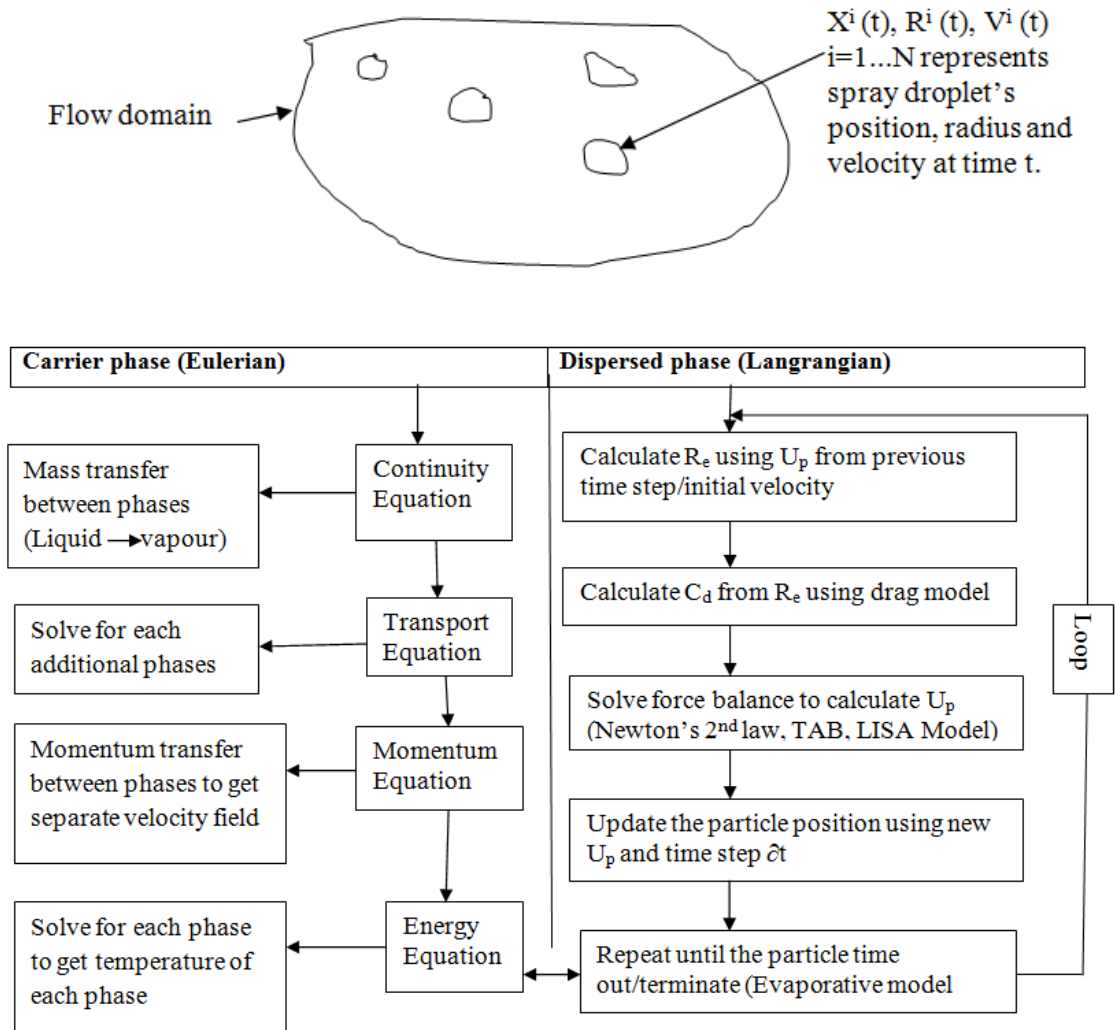 Flow domain
Xⁱ (t), Rⁱ (t), Vⁱ (t)
i=1...N represents
spray droplet's
position, radius and
velocity at time t.
Carrier phase (Eulerian)
Dispersed phase (Langrangian)
Mass transfer
between phases
(Liquid →vapour)
Continuity
Equation
Solve for each
additional phases
Transport
Equation
Momentum transfer
between phases to get
separate velocity field
Momentum
Equation
Solve for each phase
to get temperature of
each phase
Energy
Equation
Calculate Rₑ using Uₚ from previous
time step/initial velocity
Calculate C_d from Rₑ using drag model
Solve force balance to calculate Uₚ
(Newton's 2ⁿᵈ law, TAB, LISA Model)
Update the particle position using new
Uₚ and time step ∂t
Repeat until the particle time
out/terminate (Evaporative model
Loop